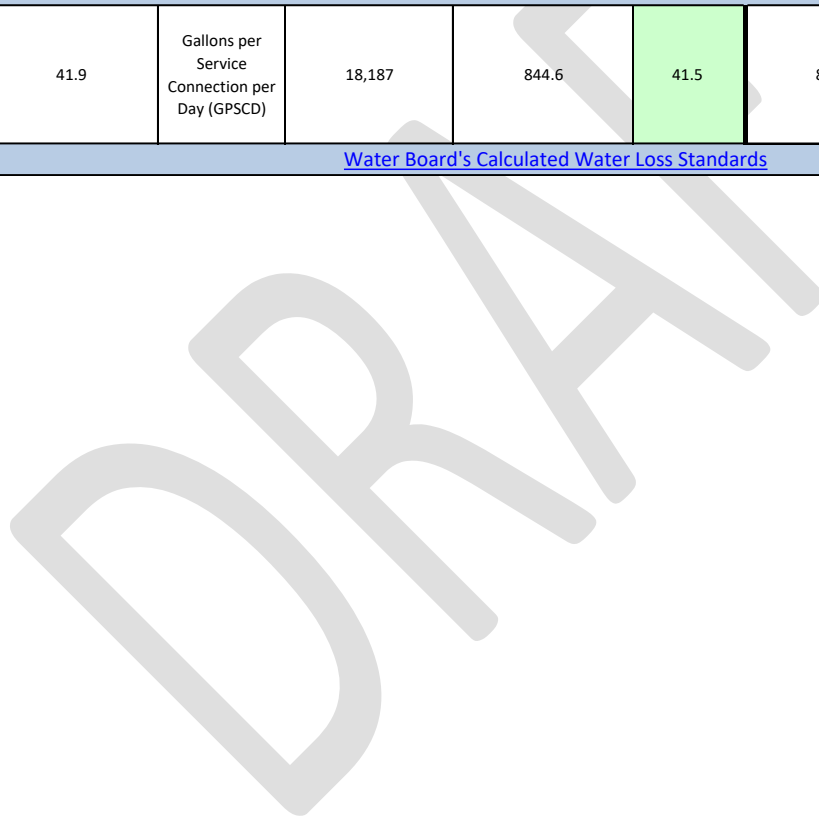 41.9
Gallons per
Service
Connection per
Day (GPSCD)
18,187
844.6
41.5
Water Board's Calculated Water Loss Standards